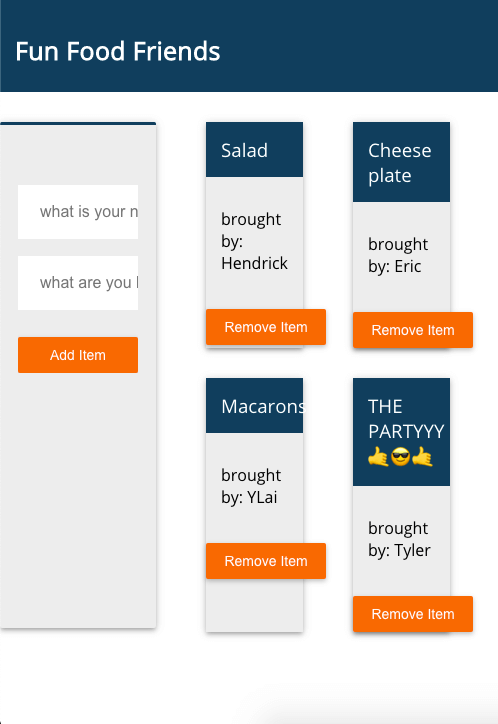 Fun Food Friends
what is your n
what are you
Add Item
Salad
brought
by:
Hendrick
Remove Item
Cheese
plate
brought
by: Eric
Remove Item
Macarons
brought
by: YLai
Remove Item
THE
PARTYYY
🤙😎🤙
brought
by: Tyler
Remove Item